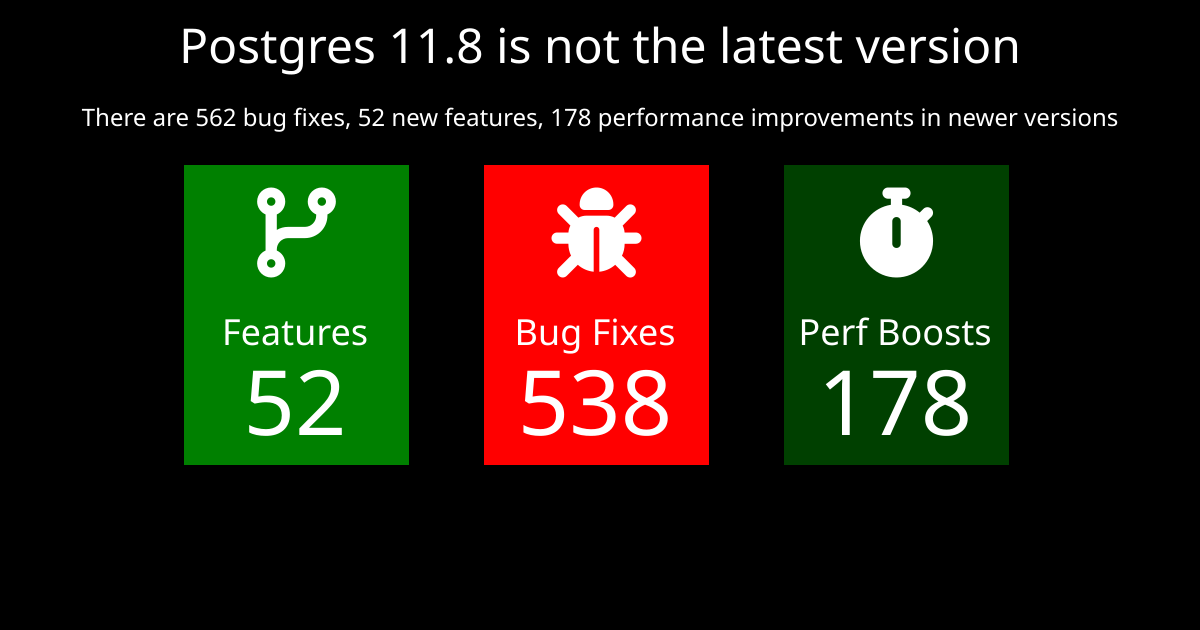 Postgres 11.8 is not the latest version
There are 562 bug fixes, 52 new features, 178 performance improvements in newer versions
Features
52
Bug Fixes
538
Perf Boosts
178